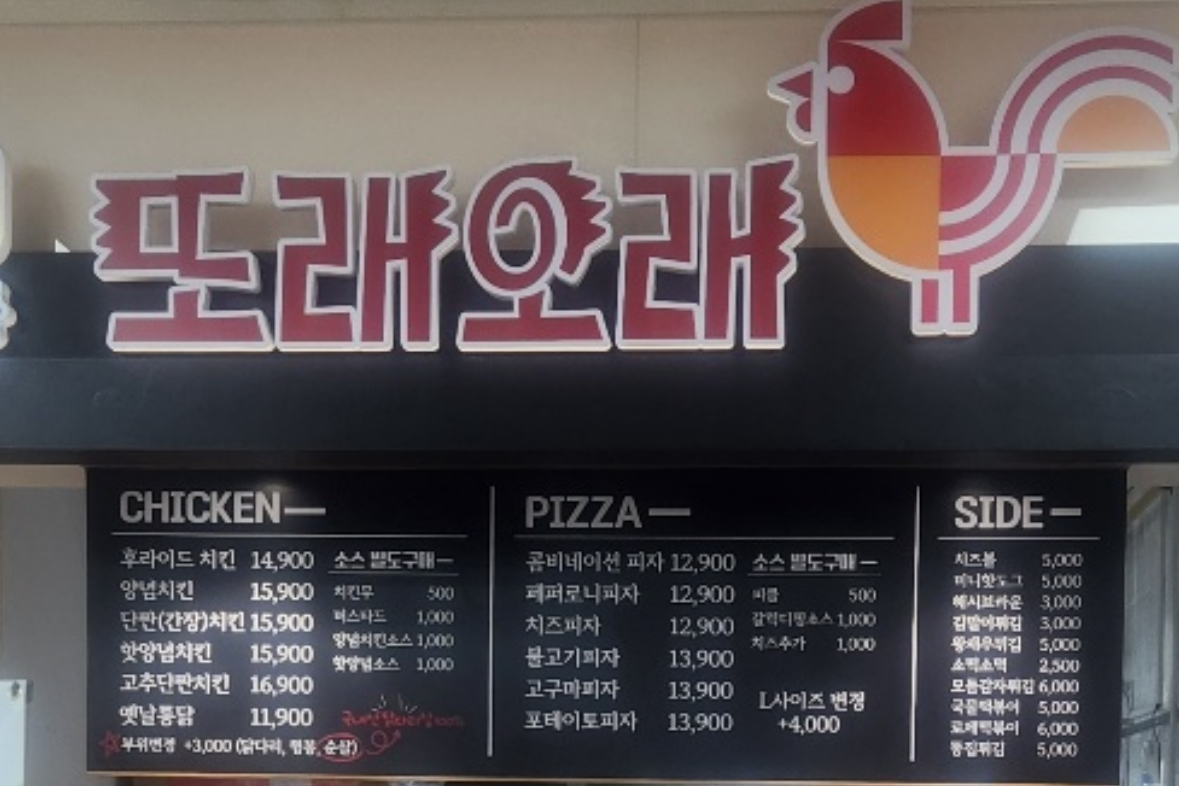 또래오래
CHICKEN
후라이드 치킨 14,900
양념치킨 15,900
단짠(간장)치킨 15,900
핫양념치킨 15,900
고추단짠치킨 16,900
옛날통닭 11,900
부위변경 +3,000 (닭다리, 윙봉, 순살)
소스 별도구매
치킨무 500
머스타드 1,000
양념치킨소스 1,000
핫양념소스 1,000
PIZZA
콤비네이션 피자 12,900
페퍼로니피자 12,900
치즈피자 12,900
불고기피자 13,900
고구마피자 13,900
포테이토피자 13,900
소스 별도구매
피클 500
갈릭디핑소스 1,000
치즈추가 1,000
L사이즈 변경
+4,000
SIDE
치즈볼 5,000
미니핫도그 5,000
해시브라운 3,000
김말이튀김 3,000
왕새우튀김 5,000
소떡소떡 2,500
모듬감자튀김 6,000
국물떡볶이 5,000
로제떡볶이 6,000
똥집튀김 5,000